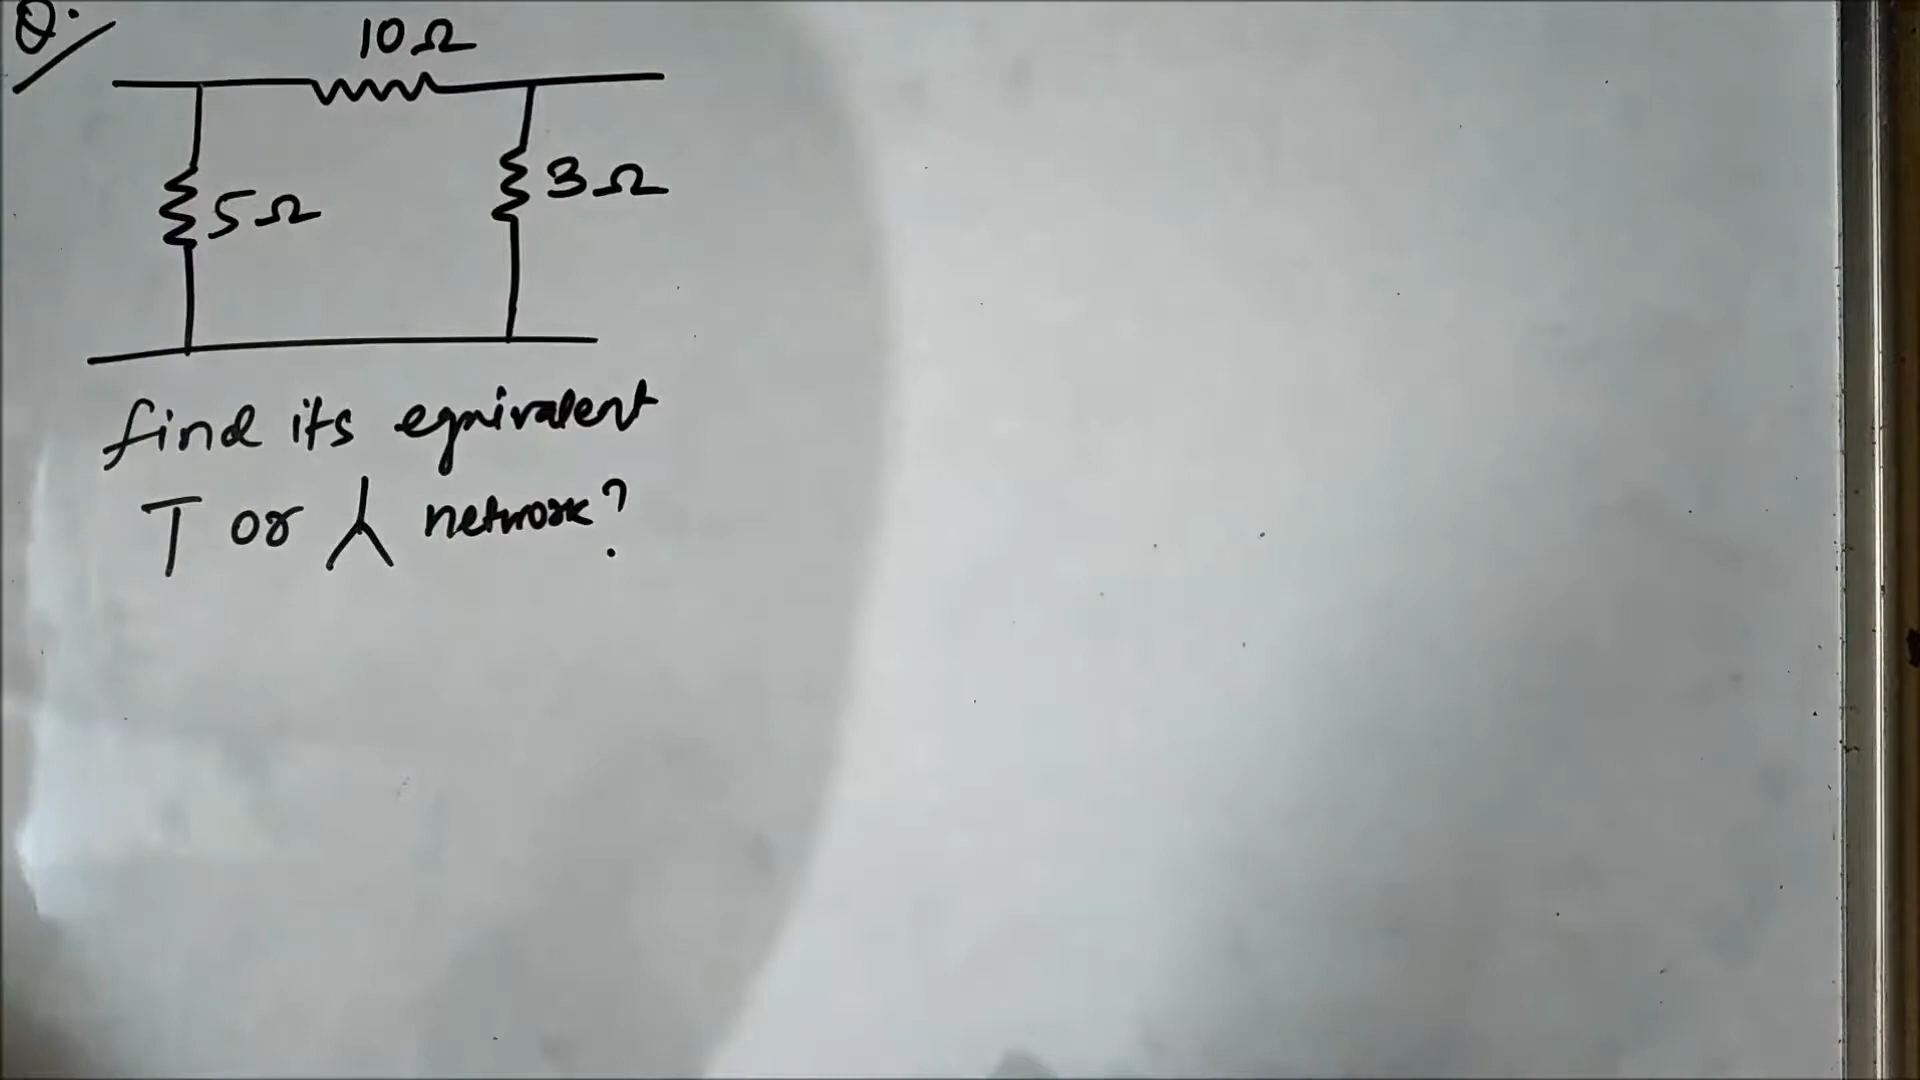 Q.
10Ω
5Ω
3Ω
find its equivalent
T or ⅄ network?